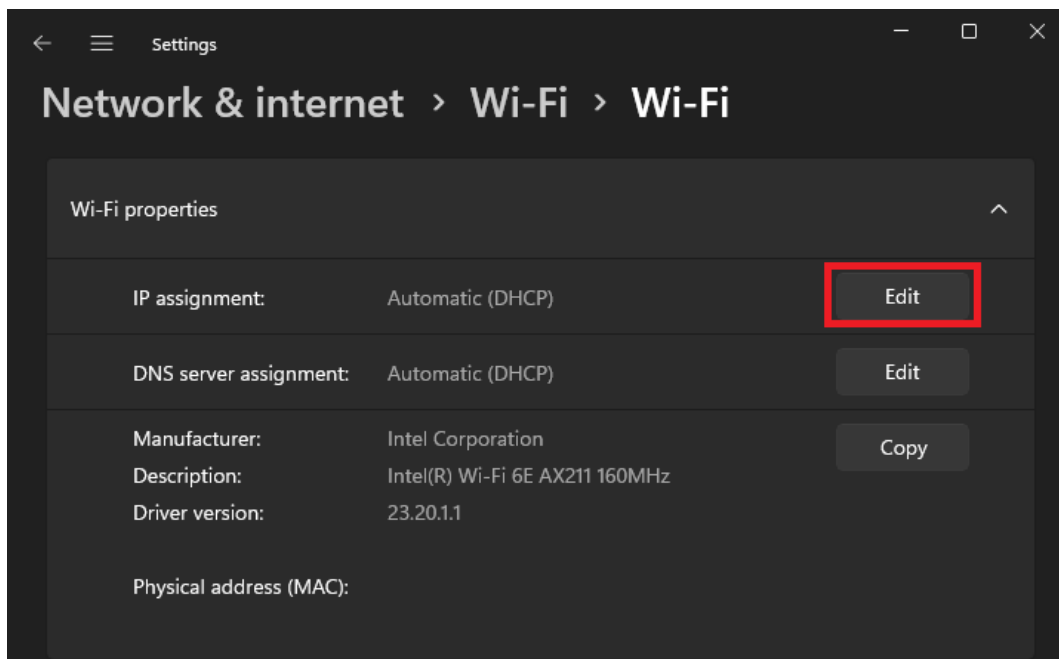 Settings
Network & internet > Wi-Fi > Wi-Fi
Wi-Fi properties
IP assignment: Automatic (DHCP) Edit
DNS server assignment: Automatic (DHCP) Edit
Manufacturer: Intel Corporation Copy
Description: Intel(R) Wi-Fi 6E AX211 160MHz
Driver version: 23.20.1.1
Physical address (MAC):